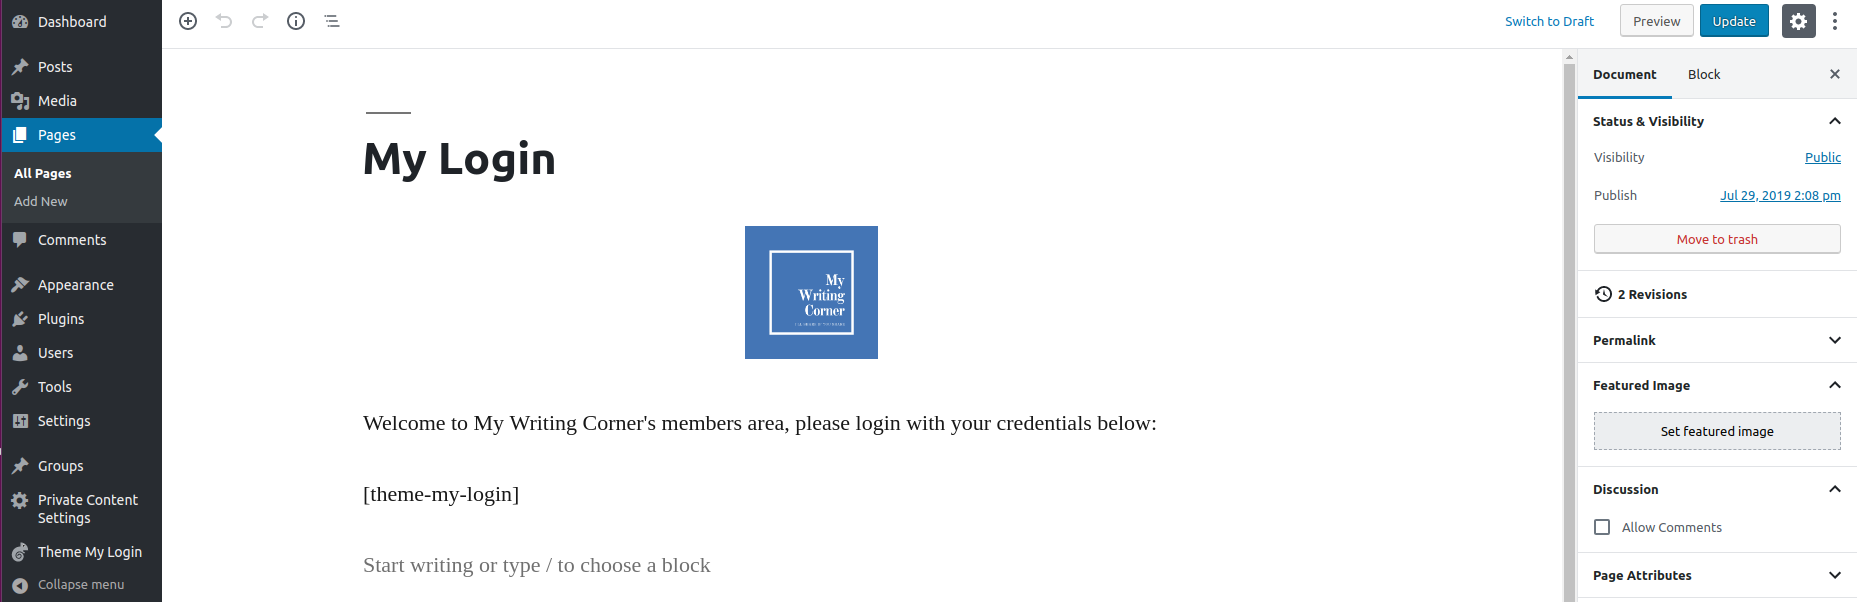 Dashboard
Posts
Media
Pages
All Pages
Add New
Comments
Appearance
Plugins
Users
Tools
Settings
Groups
Private Content
Settings
Theme My Login
Collapse menu
Switch to Draft
Preview
Update
My Login
My
Writing
Corner
Welcome to My Writing Corner's members area, please login with your credentials below:
[theme-my-login]
Start writing or type / to choose a block
Document
Block
Status & Visibility
Visibility
Public
Publish
Jul 29, 2019 2:08 pm
Move to trash
2 Revisions
Permalink
Featured Image
Set featured image
Discussion
Allow Comments
Page Attributes